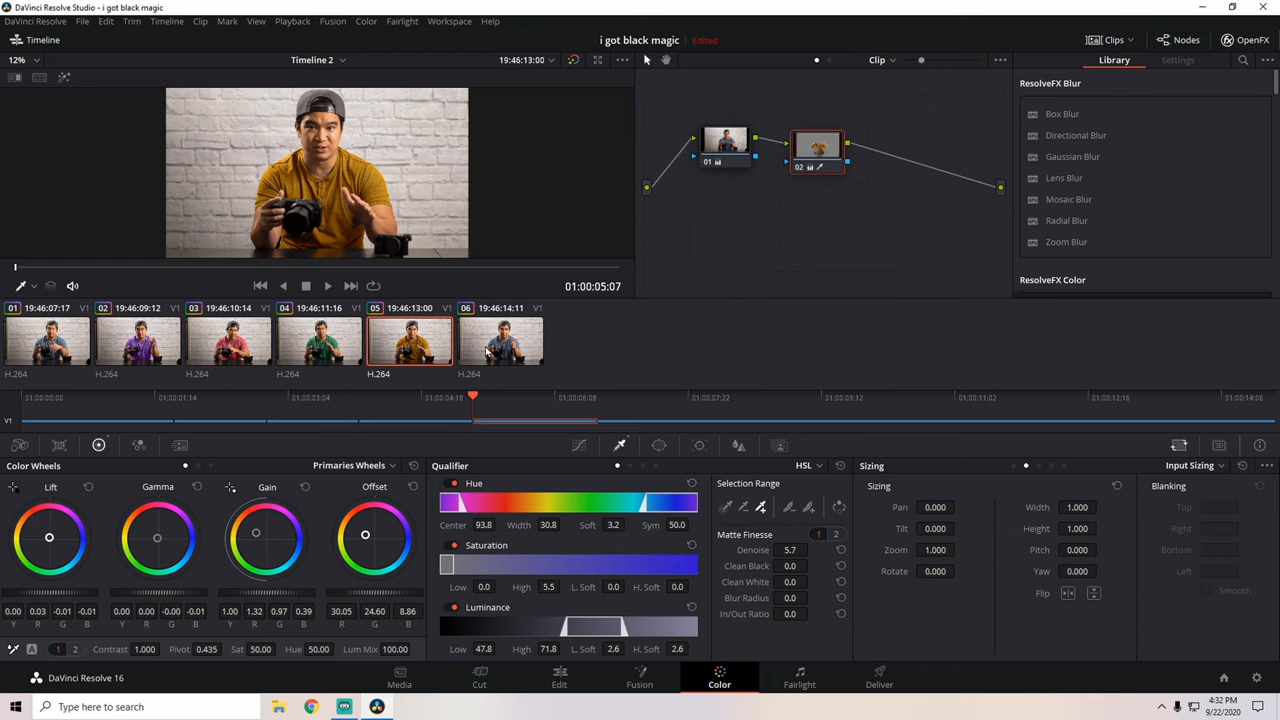 DaVinci Resolve Studio - i got black magic
DaVinci Resolve File Edit Trim Timeline Clip Mark View Playback Fusion Color Fairlight Workspace Help
Timeline i got black magic Edited Clips Nodes OpenFX
12% Timeline 2 19:46:13:00 Clip Library Settings
ResolveFX Blur
Box Blur
Directional Blur
Gaussian Blur
Lens Blur
Mosaic Blur
Radial Blur
Zoom Blur
ResolveFX Color
01 02
01:00:05:07
01 19:46:07:17 V1 02 19:46:09:12 V1 03 19:46:10:14 V1 04 19:46:11:16 V1 05 19:46:13:00 V1 06 19:46:14:11 V1
H.264 H.264 H.264 H.264 H.264 H.264
01:00:00:00 01:00:01:14 01:00:03:04 01:00:04:18 01:00:06:08 01:00:07:22 01:00:09:12 01:00:11:02 01:00:12:16 01:00:14:06
V1
Color Wheels Primaries Wheels Qualifier HSL Sizing Input Sizing
Lift Gamma Gain Offset
0.00 0.03 -0.01 -0.01 0.00 0.00 -0.00 -0.01 1.00 1.32 0.97 0.39 30.05 24.60 8.86
Y R G B Y R G B Y R G B R G B
A 1 2 Contrast 1.000 Pivot 0.435 Sat 50.00 Hue 50.00 Lum Mix 100.00
Hue
Center 93.8 Width 30.8 Soft 3.2 Sym 50.0
Saturation
Low 0.0 High 5.5 L. Soft 0.0 H. Soft 0.0
Luminance
Low 47.8 High 71.8 L. Soft 2.6 H. Soft 2.6
Selection Range
Matte Finesse 1 2
Denoise 5.7
Clean Black 0.0
Clean White 0.0
Blur Radius 0.0
In/Out Ratio 0.0
Sizing
Pan 0.000 Width 1.000
Tilt 0.000 Height 1.000
Zoom 1.000 Pitch 0.000
Rotate 0.000 Yaw 0.000
Flip
Blanking
Top
Right
Bottom
Left
Smooth
DaVinci Resolve 16 Media Cut Edit Fusion Color Fairlight Deliver
Type here to search
4:32 PM
9/22/2020